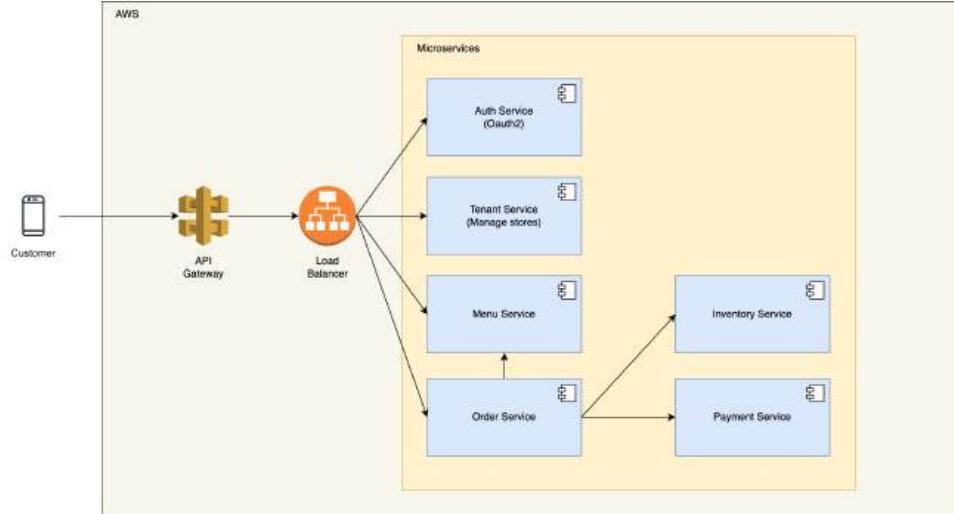 AWS
Microservices
Auth Service
(Oauth2)
Tenant Service
(Manage stores)
Customer
API
Gateway
Load
Balancer
Menu Service
Inventory Service
Order Service
Payment Service